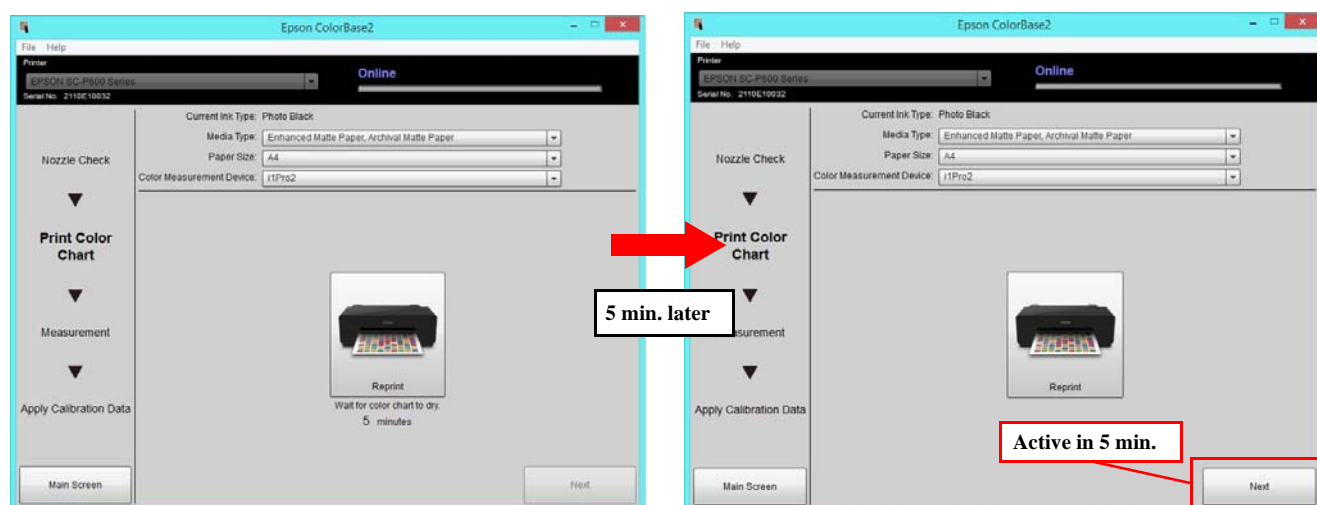 Epson ColorBase2
File Help
Printer
EPSON SC-P600 Series
Online
Serial No. 2110E10032
Current Ink Type: Photo Black
Media Type: Enhanced Matte Paper, Archival Matte Paper
Paper Size: A4
Color Measurement Device: i1Pro2
Nozzle Check
Print Color
Chart
Measurement
Apply Calibration Data
Reprint
Wait for color chart to dry.
5 minutes
Main Screen
Next
5 min. later
Epson ColorBase2
File Help
Printer
EPSON SC-P600 Series
Online
Serial No. 2110E10032
Current Ink Type: Photo Black
Media Type: Enhanced Matte Paper, Archival Matte Paper
Paper Size: A4
Color Measurement Device: i1Pro2
Nozzle Check
Print Color
Chart
asurement
Apply Calibration Data
Reprint
Active in 5 min.
Main Screen
Next